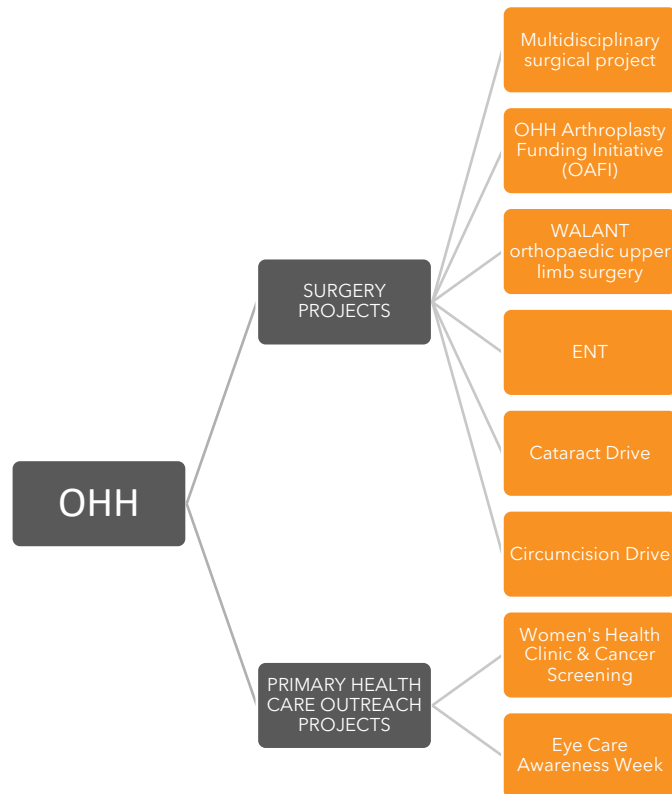 OHH
SURGERY
PROJECTS
Multidisciplinary
surgical project
OHH Arthroplasty
Funding Initiative
(OAFI)
WALANT
orthopaedic upper
limb surgery
ENT
Cataract Drive
Circumcision Drive
PRIMARY HEALTH
CARE OUTREACH
PROJECTS
Women's Health
Clinic & Cancer
Screening
Eye Care
Awareness Week